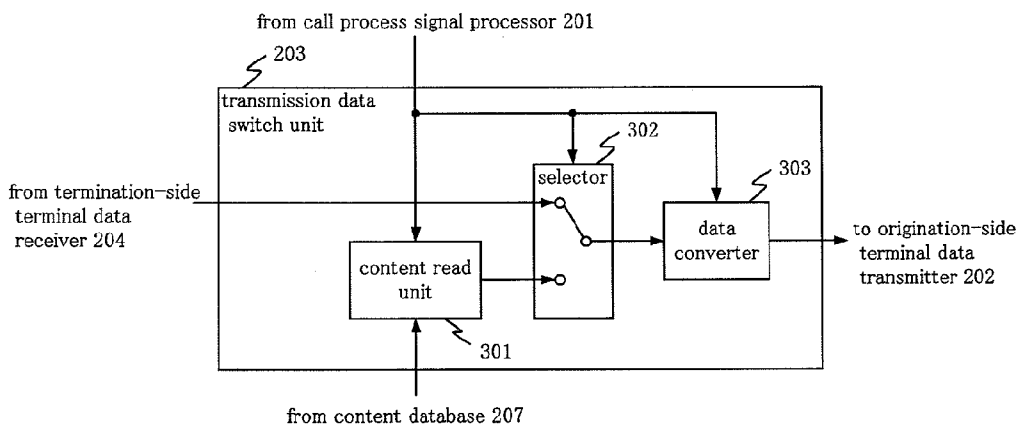 from call process signal processor 201
203
transmission data
switch unit
302
selector
303
from termination-side
terminal data
receiver 204
data
converter
to origination-side
terminal data
transmitter 202
content read
unit
301
from content database 207